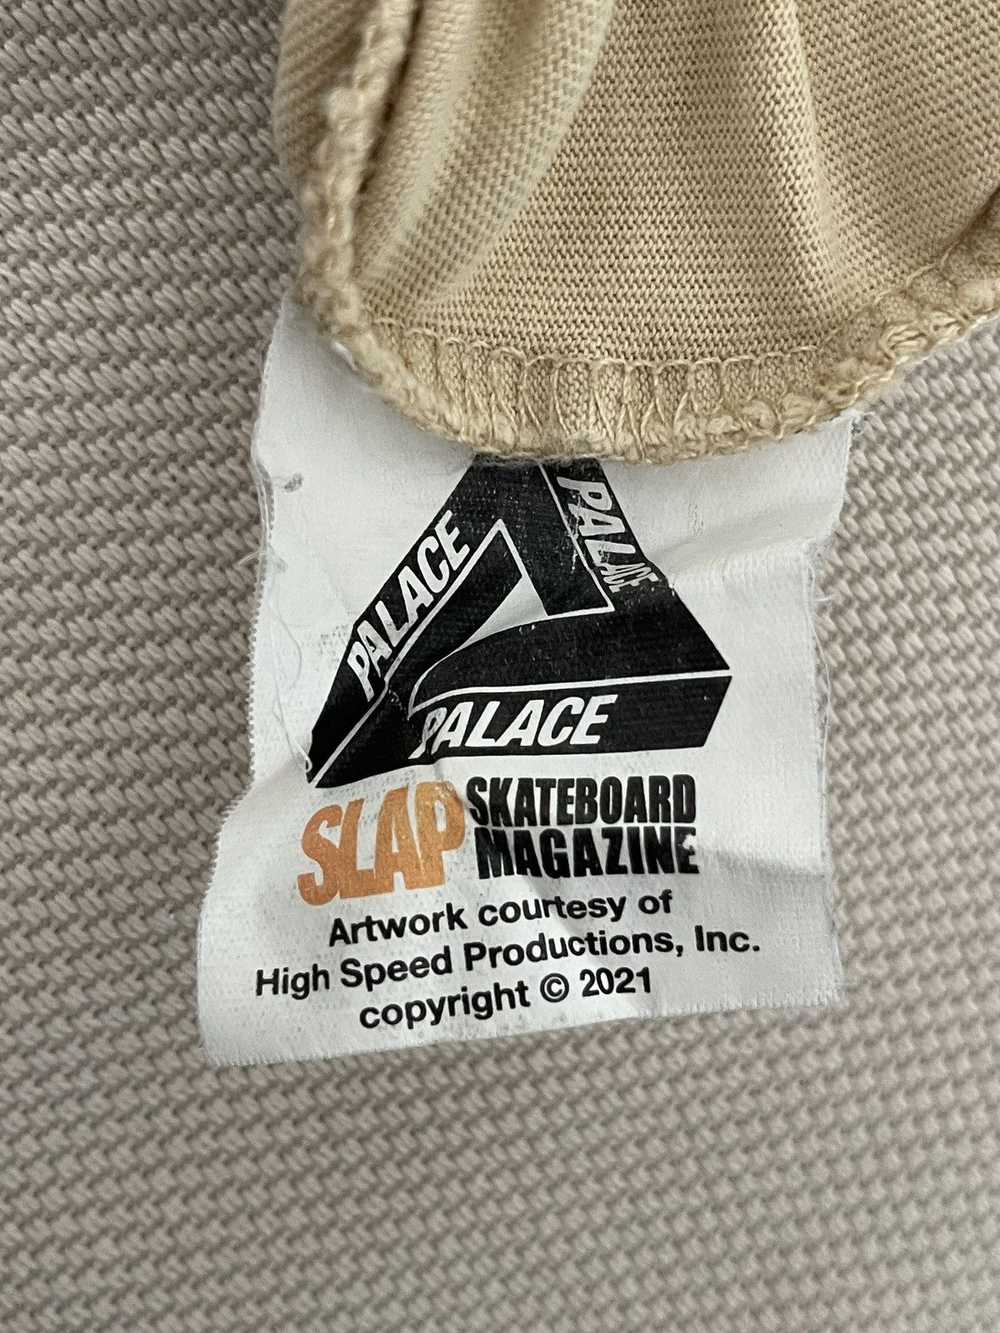 PALACE
PALACE
PALACE
SLAP SKATEBOARD
MAGAZINE
Artwork courtesy of
High Speed Productions, Inc.
copyright © 2021